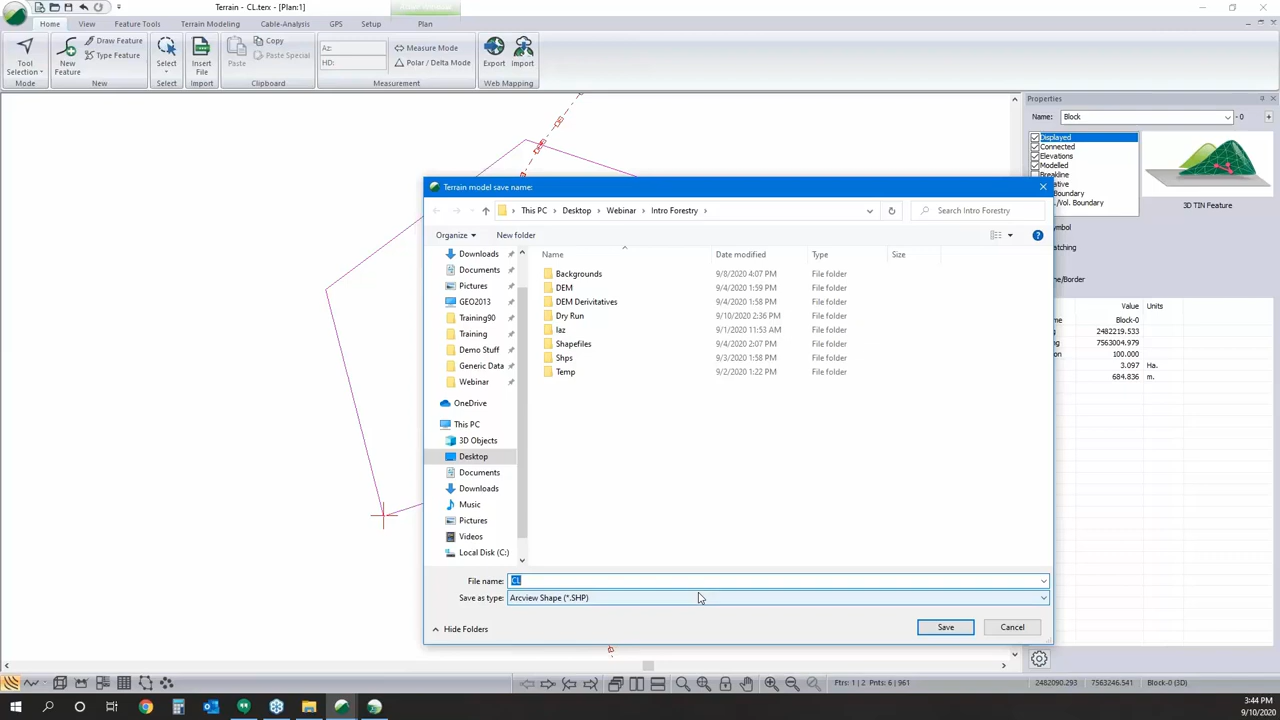 Terrain - CL.terx - [Plan:1]
Home View Feature Tools Terrain Modeling Cable-Analysis GPS Setup Plan
Tool Selection
Mode
New Feature
Draw Feature
Type Feature
New
Select
Select
Insert File
Import
Paste
Copy
Paste Special
Clipboard
Az:
HD:
Measure Mode
Polar / Delta Mode
Measurement
Export Import
Web Mapping
Properties
Name: Block - 0
Displayed
Connected
Elevations
Modelled
Breakline
3D TIN Feature
Value Units
Block-0
2482219.533
7563004.979
100.000
3.097 Ha.
684.836 m.
Terrain model save name:
This PC > Desktop > Webinar > Intro Forestry >
Search Intro Forestry
Organize New folder
Downloads
Documents
Pictures
GEO2013
Training90
Training
Demo Stuff
Generic Data
Webinar
OneDrive
This PC
3D Objects
Desktop
Documents
Downloads
Music
Pictures
Videos
Local Disk (C:)
Name Date modified Type Size
Backgrounds 9/8/2020 4:07 PM File folder
DEM 9/4/2020 1:59 PM File folder
DEM Deritatives 9/4/2020 1:58 PM File folder
Dry Run 9/10/2020 2:36 PM File folder
laz 9/1/2020 11:53 AM File folder
Shapefiles 9/4/2020 2:07 PM File folder
Shps 9/3/2020 1:58 PM File folder
Temp 9/2/2020 1:22 PM File folder
File name: CL
Save as type: Arcview Shape (*.SHP)
Hide Folders
Save Cancel
Ftrs: 1 | 2 Pnts: 6 | 961 2482090.293 7563246.541 Block-0 (3D)
3:44 PM
9/10/2020